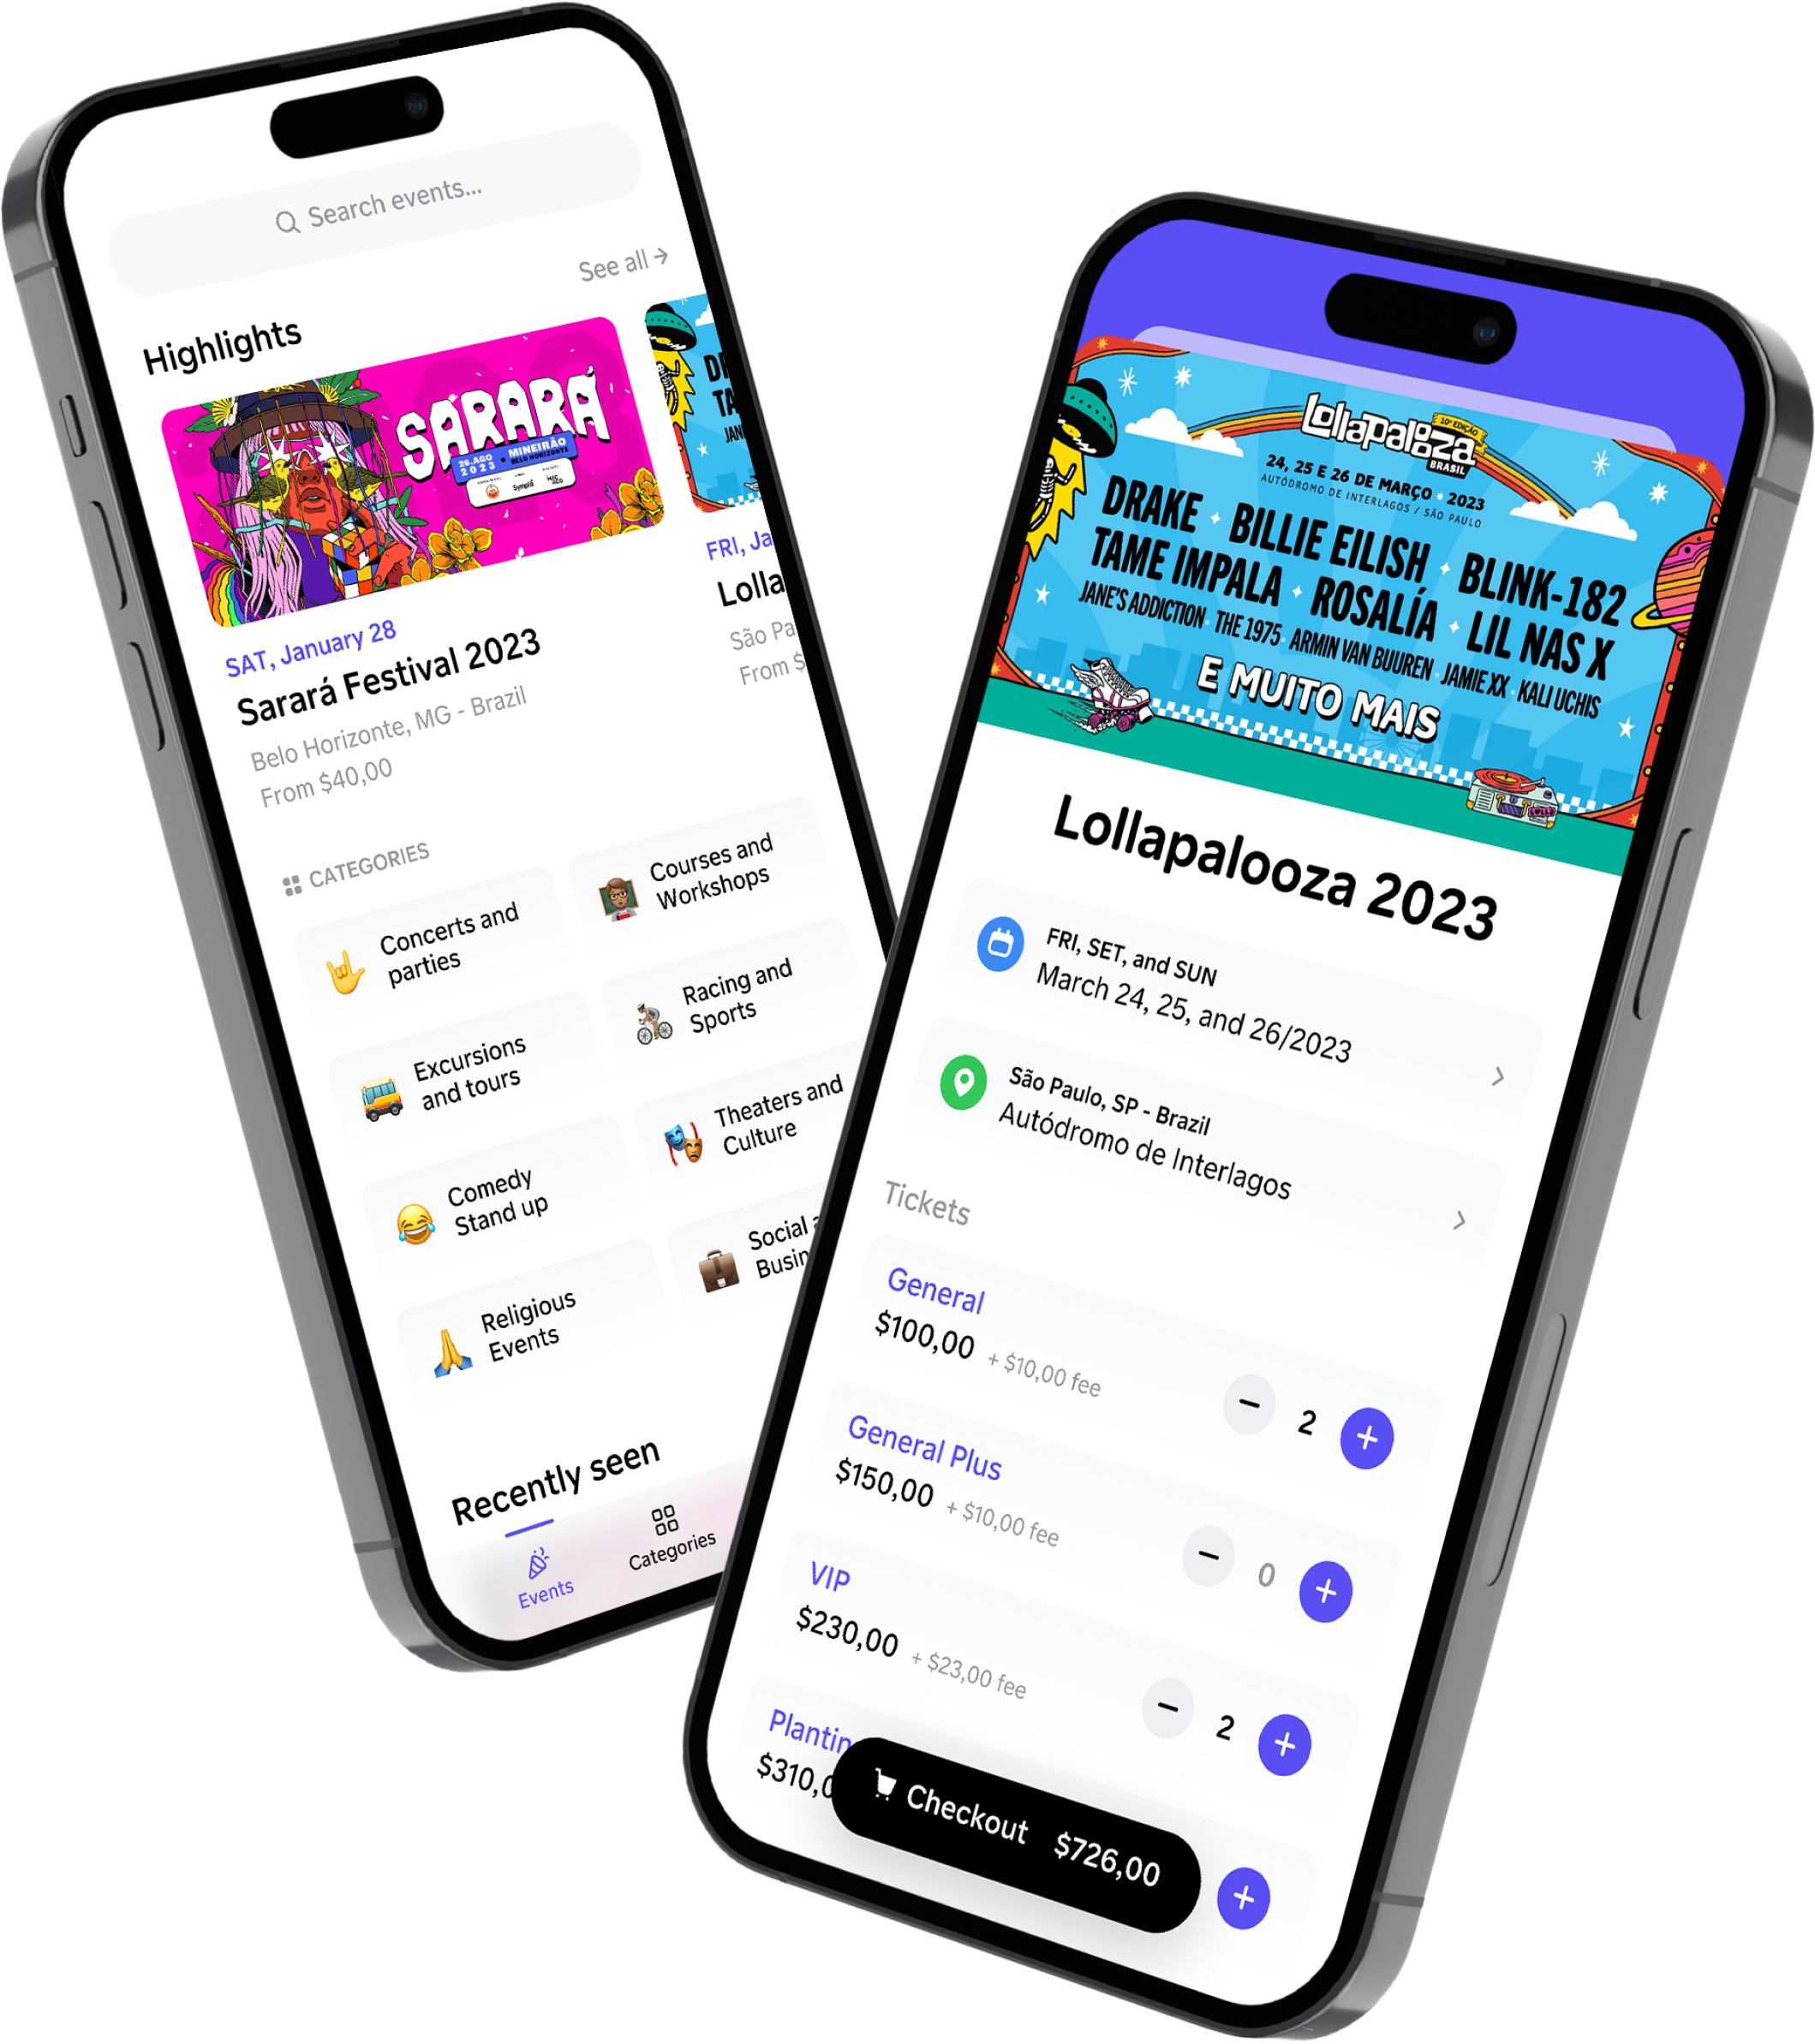 Search events...
See all →
Highlights
SARARÁ
26.AGO
2023
MINEIRÃO
BELO HORIZONTE
Sympla
SAT, January 28
Sarará Festival 2023
Belo Horizonte, MG - Brazil
From $40,00
DR
TA
JAN
FRI, Ja
Lolla
São Pa
From $
CATEGORIES
Concerts and
parties
Courses and
Workshops
Excursions
and tours
Racing and
Sports
Comedy
Stand up
Theaters and
Culture
Religious
Events
Social a
Busin
Recently seen
Events
Categories
Lollapalooza
10ª EDIÇÃO
BRASIL
24, 25 E 26 DE MARÇO • 2023
AUTÓDROMO DE INTERLAGOS / SÃO PAULO
DRAKE BILLIE EILISH BLINK-182
TAME IMPALA ROSALÍA LIL NAS X
JANE'S ADDICTION THE 1975 ARMIN VAN BUUREN JAMIE XX KALI UCHIS
E MUITO MAIS
Lollapalooza 2023
FRI, SET, and SUN
March 24, 25, and 26/2023
São Paulo, SP - Brazil
Autódromo de Interlagos
Tickets
General
$100,00 + $10,00 fee
2
General Plus
$150,00 + $10,00 fee
0
VIP
$230,00 + $23,00 fee
2
Plantin
$310,0
Checkout $726,00